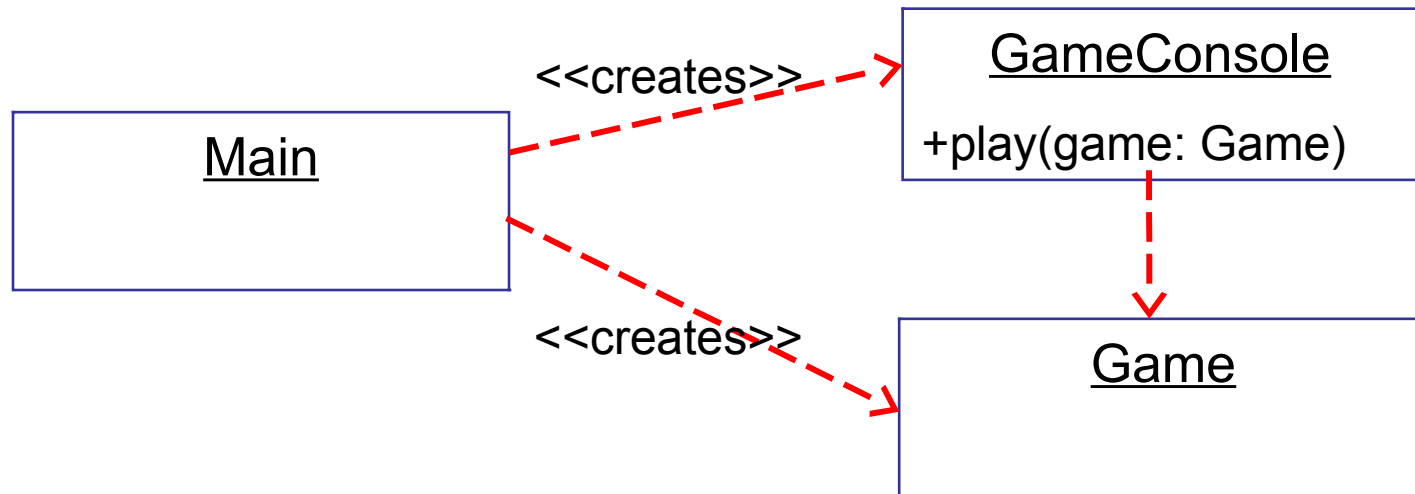 Main
<<creates>>
<<creates>>
GameConsole
+play(game: Game)
Game